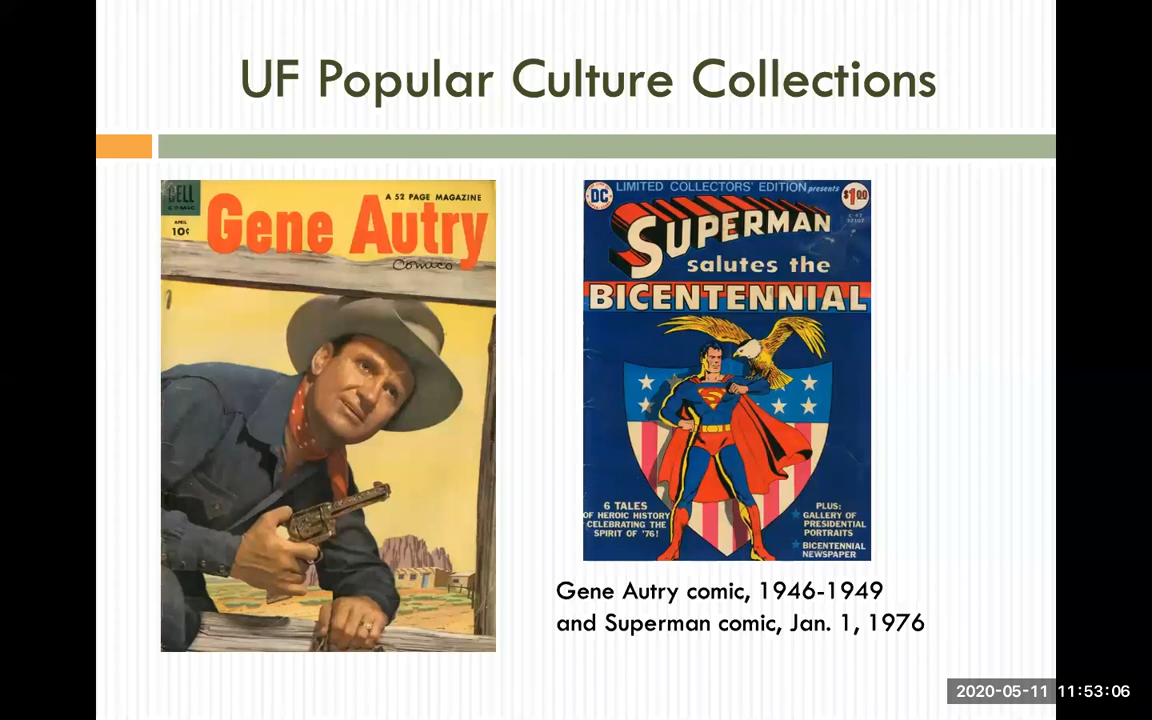 UF Popular Culture Collections
DELL
COMIC
APRIL
10¢
A 52 PAGE MAGAZINE
Gene Autry
Comics
DC
LIMITED COLLECTORS' EDITION presents
$1.00
C-47
SUPERMAN
salutes the
BICENTENNIAL
6 TALES
OF HEROIC HISTORY
CELEBRATING THE
SPIRIT OF '76!
PLUS:
GALLERY OF
PRESIDENTIAL
PORTRAITS
BICENTENNIAL
NEWSPAPER
Gene Autry comic, 1946-1949
and Superman comic, Jan. 1, 1976
2020-05-11 11:53:06